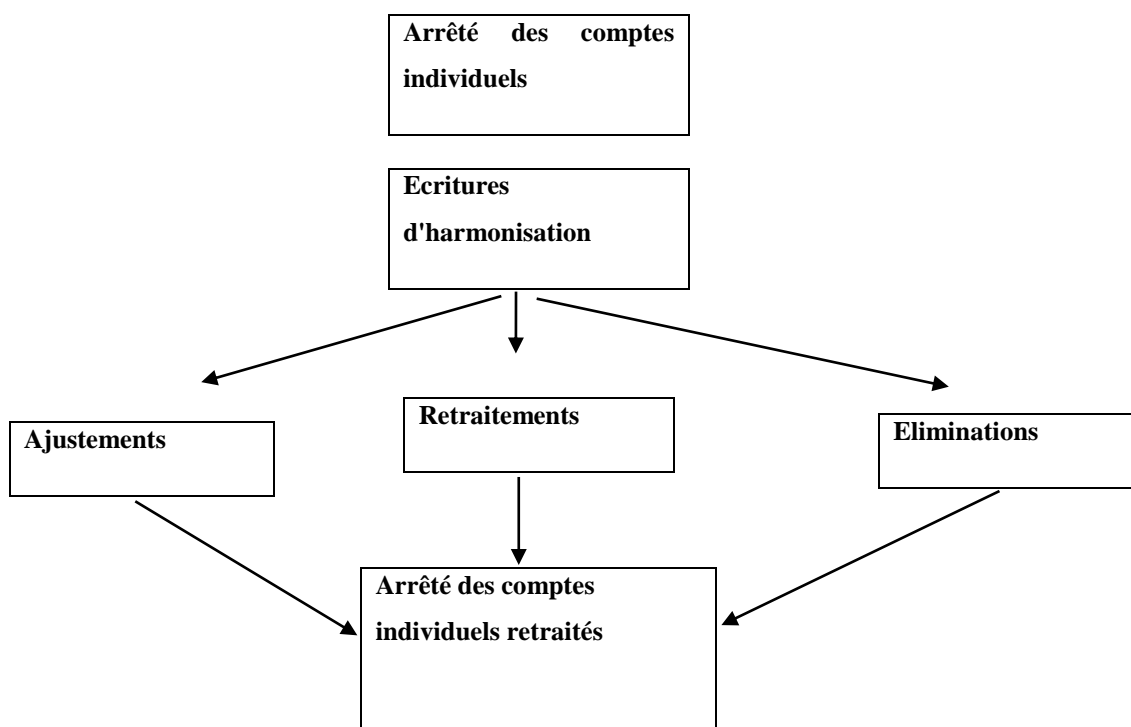 Arrêté des comptes
individuels
Ecritures
d'harmonisation
Ajustements
Retraitements
Eliminations
Arrêté des comptes
individuels retraités